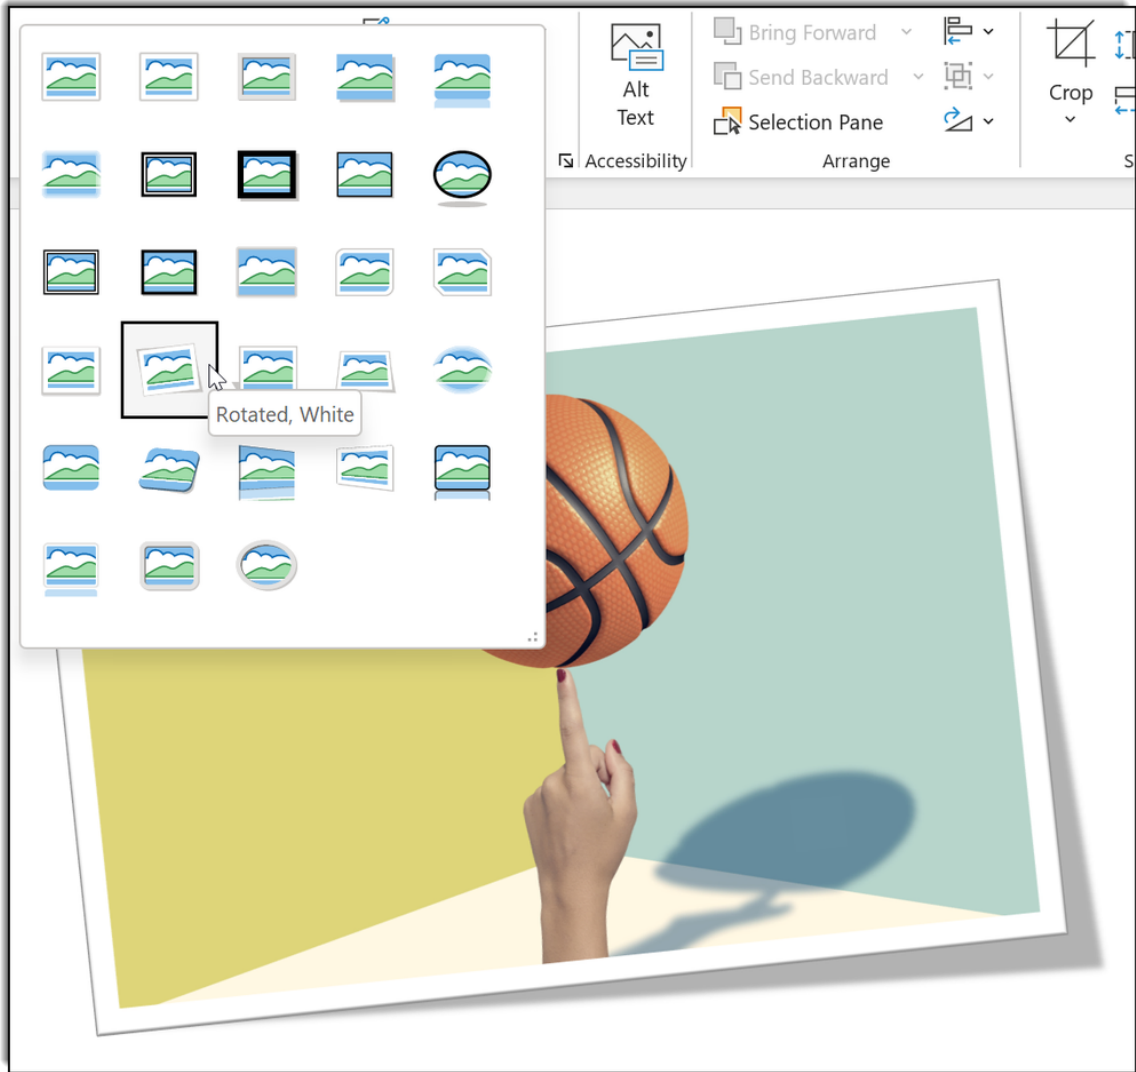 Alt
Text
Accessibility
Bring Forward
Send Backward
Selection Pane
Arrange
Crop
S
Rotated, White